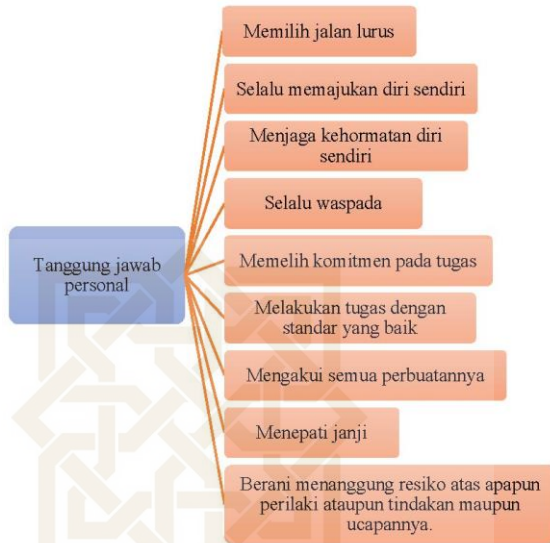 Memilih jalan lurus
Selalu memajukan diri sendiri
Menjaga kehormatan diri
sendiri
Selalu waspada
Tanggung jawab
personal
Memelih komitmen pada tugas
Melakukan tugas dengan
standar yang baik
Mengakui semua perbuatannya
Menepati janji
Berani menanggung resiko atas apapun
perilaki ataupun tindakan maupun
ucapannya.